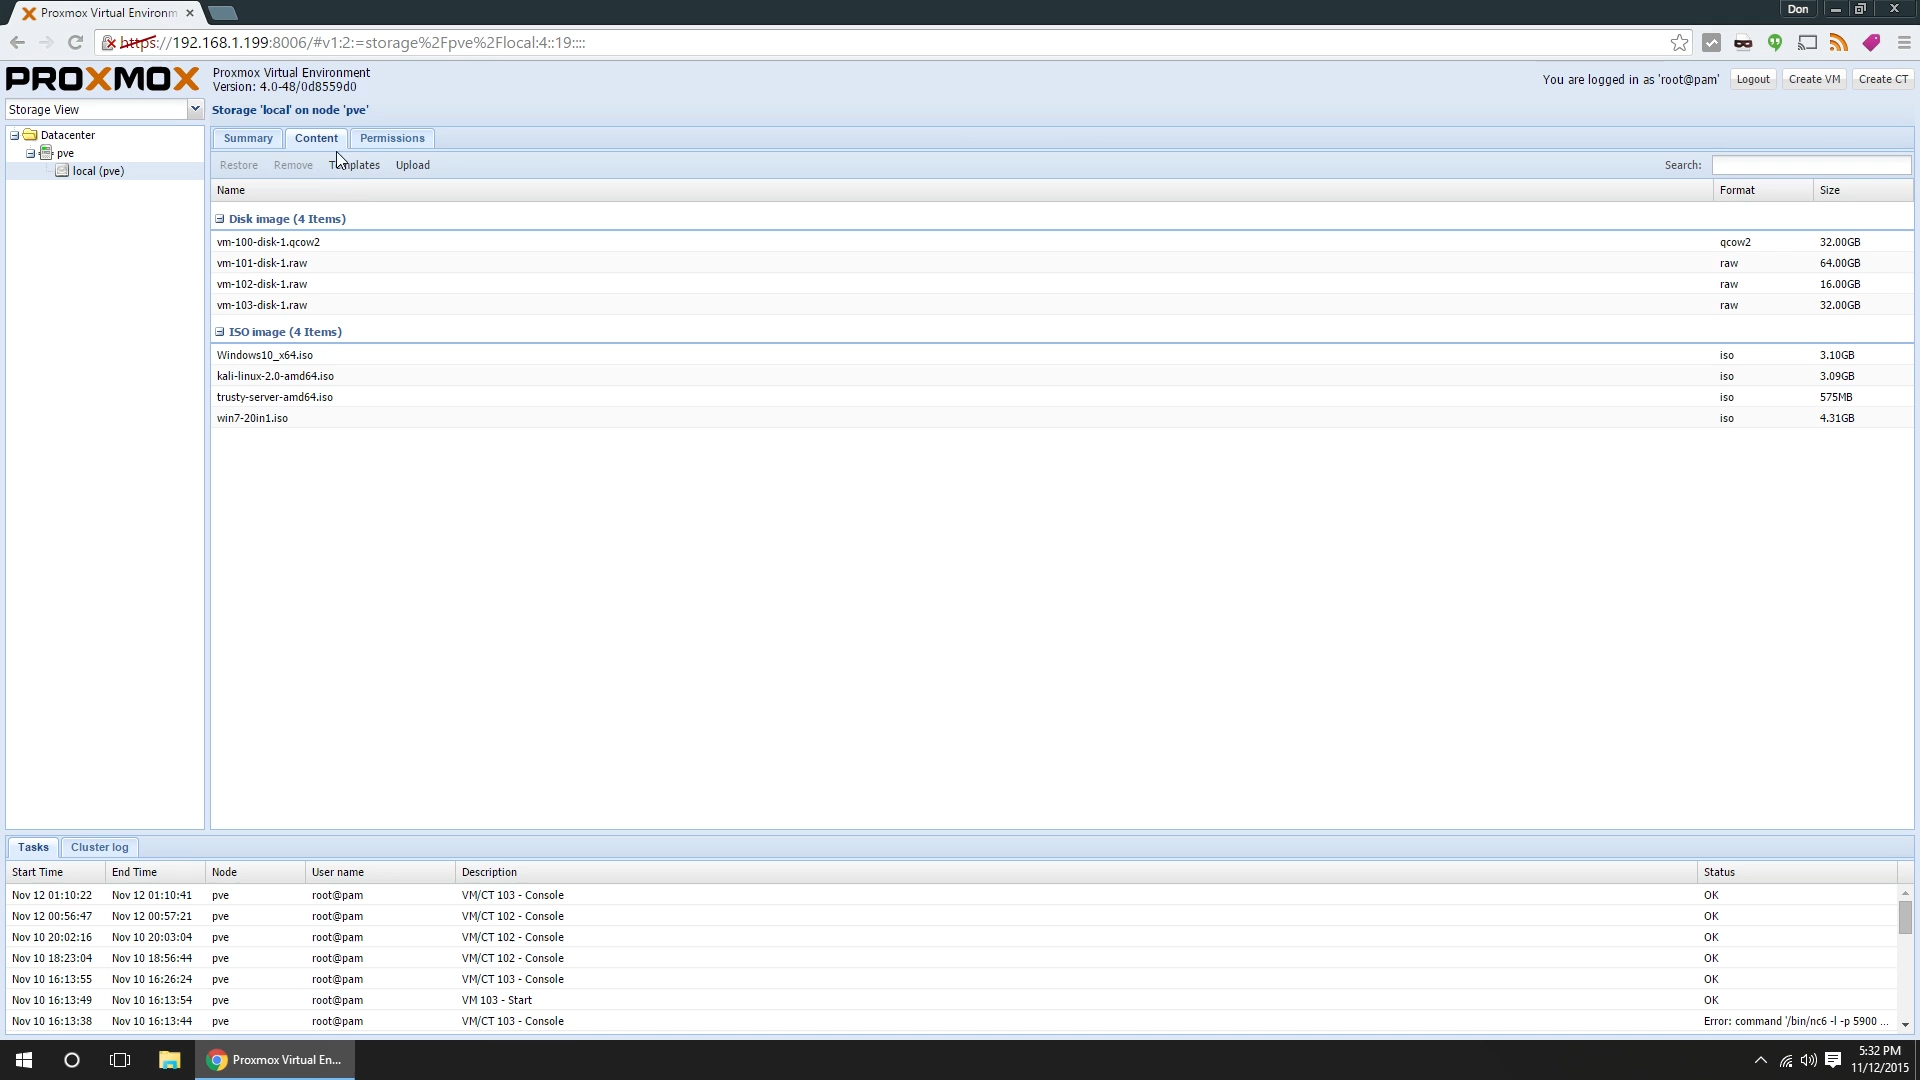 Proxmox Virtual Environm
Don
https://192.168.1.199:8006/#v1:2:=storage%2Fpve%2Flocal:4::19::::
PROXMOX
Proxmox Virtual Environment
Version: 4.0-48/0d8559d0
You are logged in as 'root@pam'
Logout
Create VM
Create CT
Storage View
Storage 'local' on node 'pve'
Datacenter
pve
local (pve)
Summary
Content
Permissions
Restore
Remove
Templates
Upload
Search:
Name Format Size
Disk image (4 Items)
vm-100-disk-1.qcow2 qcow2 32.00GB
vm-101-disk-1.raw raw 64.00GB
vm-102-disk-1.raw raw 16.00GB
vm-103-disk-1.raw raw 32.00GB
ISO image (4 Items)
Windows10_x64.iso iso 3.10GB
kali-linux-2.0-amd64.iso iso 3.09GB
trusty-server-amd64.iso iso 575MB
win7-20in1.iso iso 4.31GB
Tasks
Cluster log
Start Time End Time Node User name Description Status
Nov 12 01:10:22 Nov 12 01:10:41 pve root@pam VM/CT 103 - Console OK
Nov 12 00:56:47 Nov 12 00:57:21 pve root@pam VM/CT 102 - Console OK
Nov 10 20:02:16 Nov 10 20:03:04 pve root@pam VM/CT 102 - Console OK
Nov 10 18:23:04 Nov 10 18:56:44 pve root@pam VM/CT 102 - Console OK
Nov 10 16:13:55 Nov 10 16:26:24 pve root@pam VM/CT 103 - Console OK
Nov 10 16:13:49 Nov 10 16:13:54 pve root@pam VM 103 - Start OK
Nov 10 16:13:38 Nov 10 16:13:44 pve root@pam VM/CT 103 - Console Error: command '/bin/nc6 -l -p 5900 ...
Proxmox Virtual En...
5:32 PM
11/12/2015